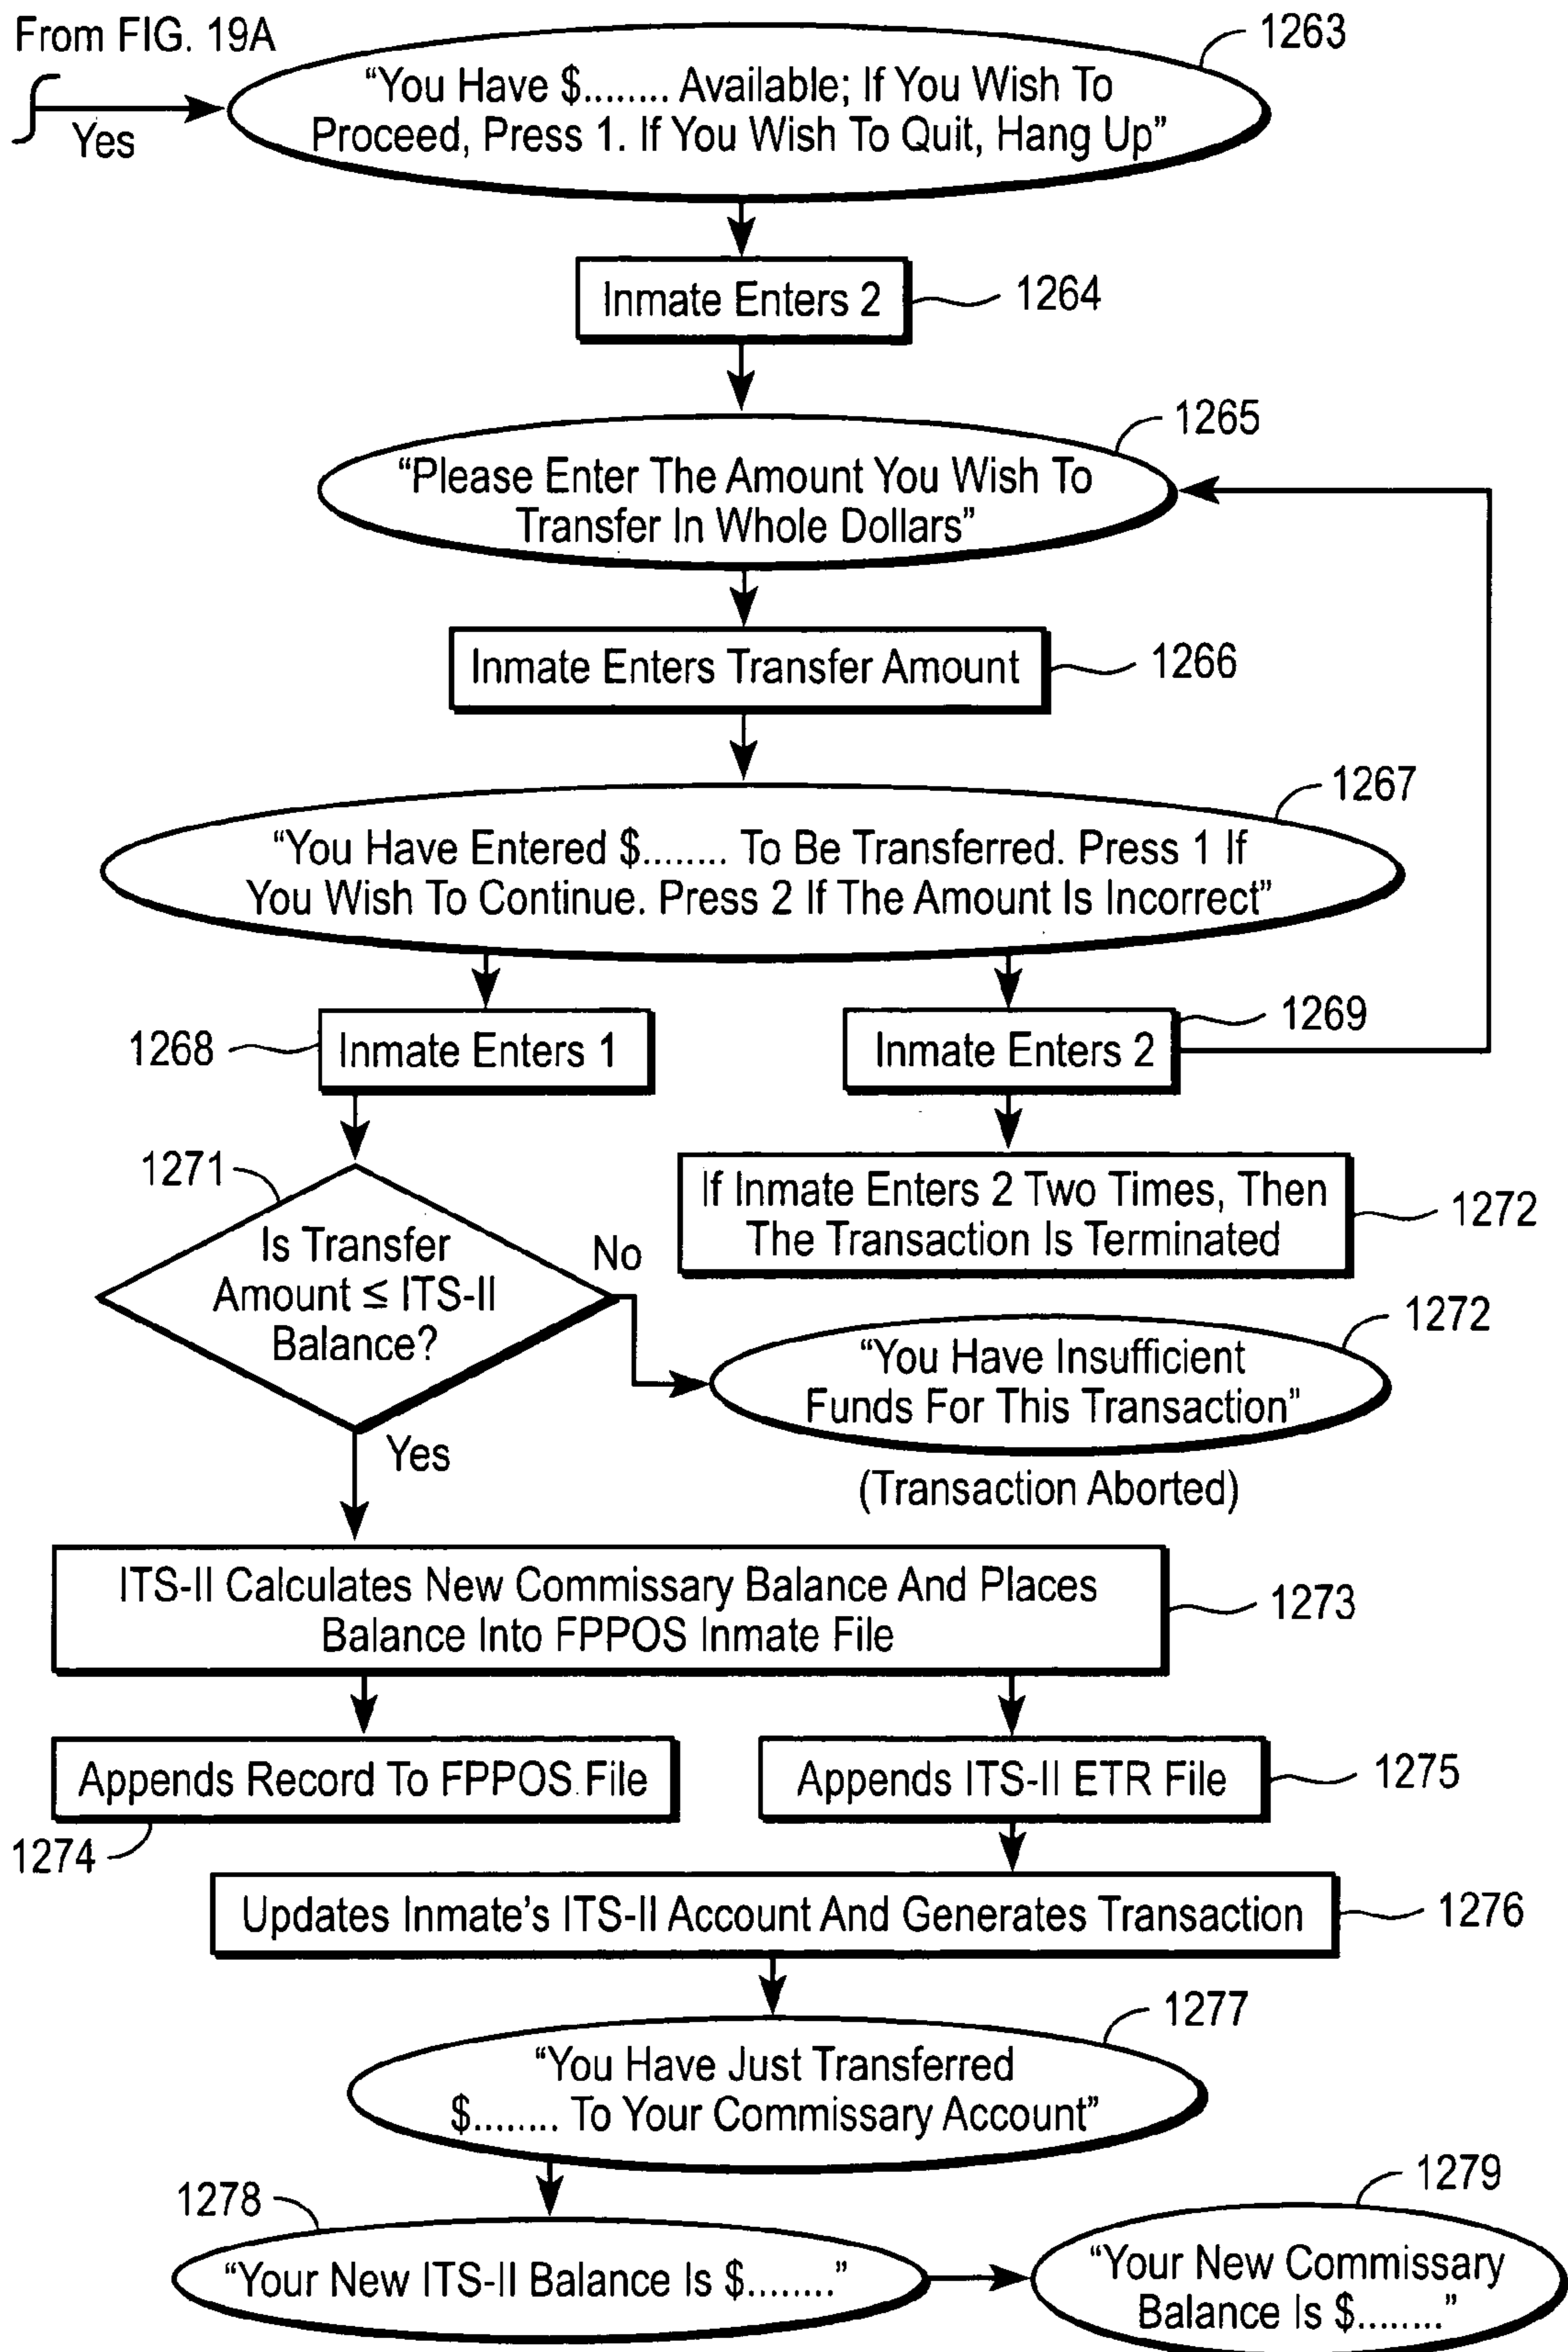 From FIG. 19A
Yes
1263
“You Have $........ Available; If You Wish To
Proceed, Press 1. If You Wish To Quit, Hang Up”
Inmate Enters 2
1264
1265
“Please Enter The Amount You Wish To
Transfer In Whole Dollars”
Inmate Enters Transfer Amount
1266
1267
“You Have Entered $........ To Be Transferred. Press 1 If
You Wish To Continue. Press 2 If The Amount Is Incorrect”
1268
Inmate Enters 1
Inmate Enters 2
1269
1271
Is Transfer
Amount ≤ ITS-II
Balance?
No
Yes
If Inmate Enters 2 Two Times, Then
The Transaction Is Terminated
1272
1272
“You Have Insufficient
Funds For This Transaction”
(Transaction Aborted)
ITS-II Calculates New Commissary Balance And Places
Balance Into FPPOS Inmate File
1273
Appends Record To FPPOS File
1274
Appends ITS-II ETR File
1275
Updates Inmate’s ITS-II Account And Generates Transaction
1276
1277
“You Have Just Transferred
$........ To Your Commissary Account”
1278
“Your New ITS-II Balance Is $........”
1279
“Your New Commissary
Balance Is $........”